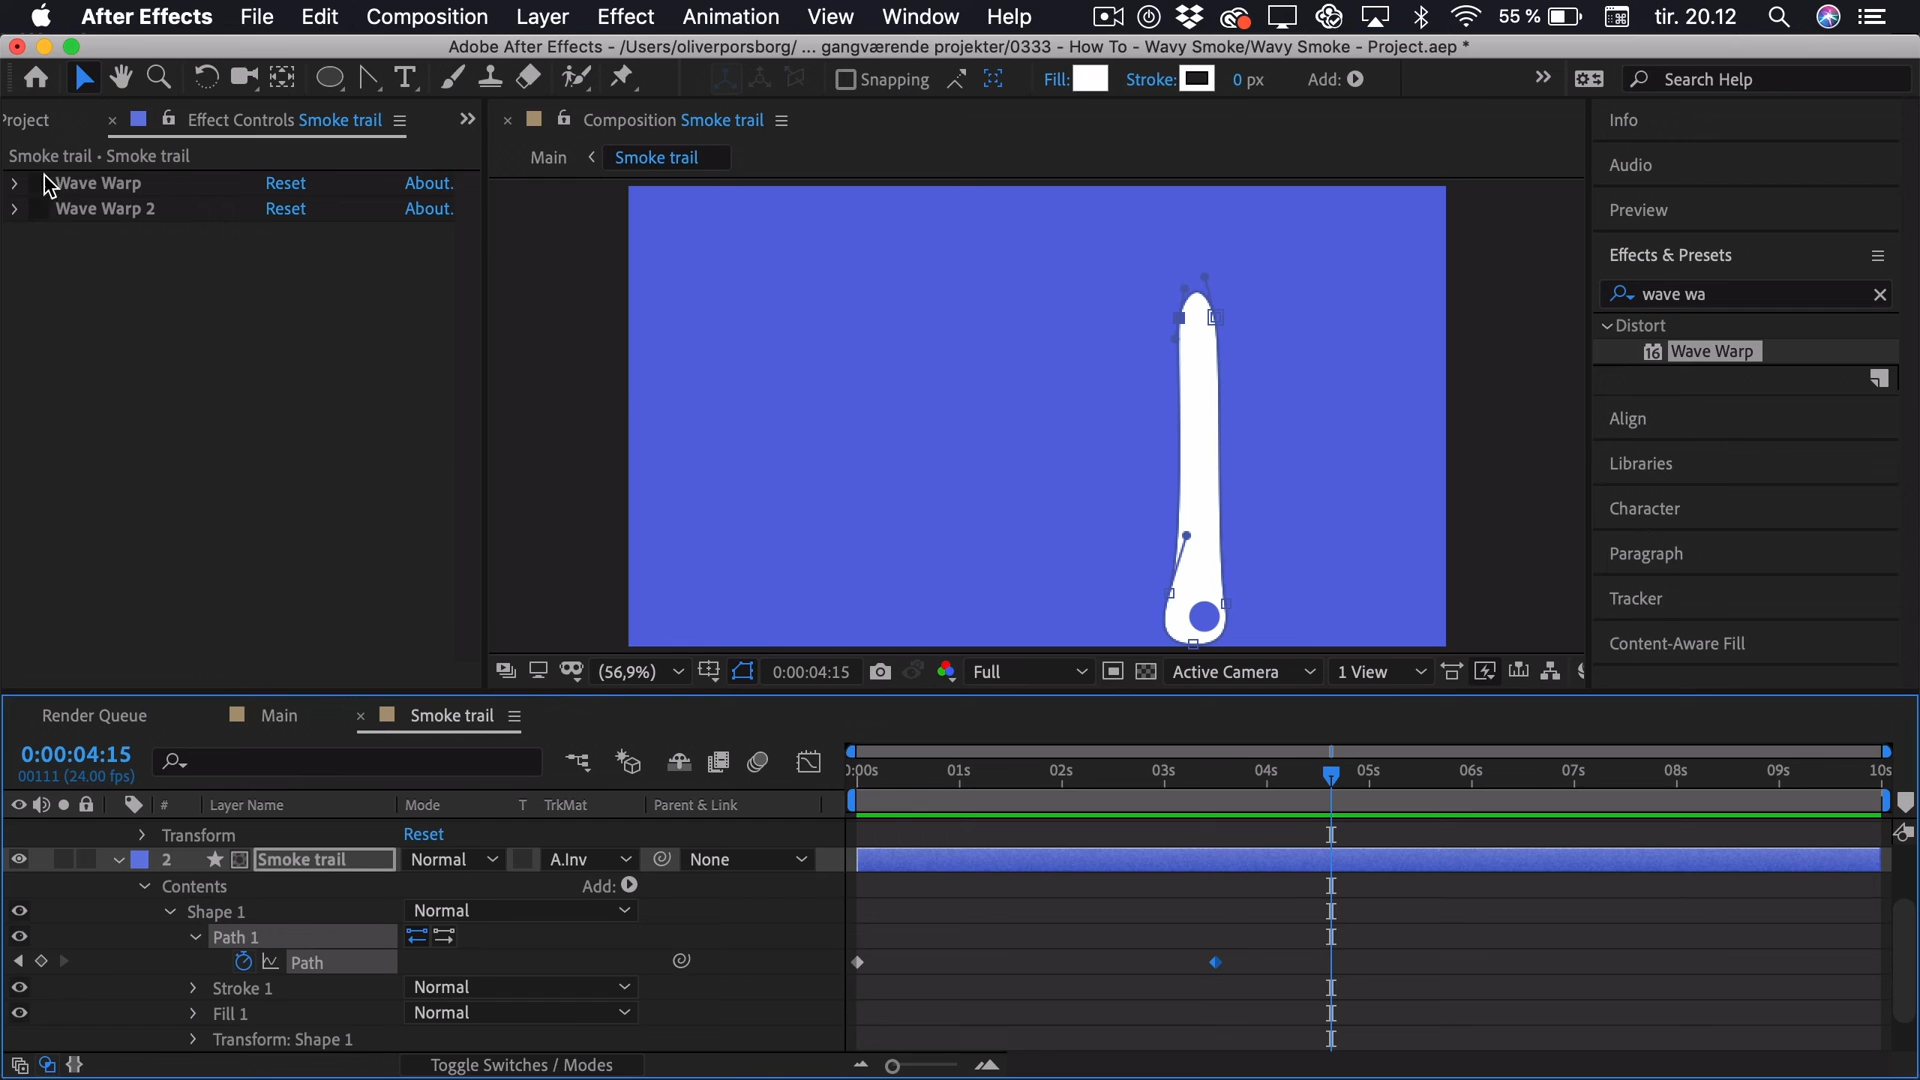 After Effects File Edit Composition Layer Effect Animation View Window Help 55 % tir. 20.12
Adobe After Effects - /Users/oliverporsborg/ ... gangværende projekter/0333 - How To - Wavy Smoke/Wavy Smoke - Project.aep *
Snapping Fill: Stroke: 0 px Add: Search Help
Project Effect Controls Smoke trail Composition Smoke trail Info
Smoke trail • Smoke trail Main Smoke trail Audio
Wave Warp Reset About.
Wave Warp 2 Reset About. Preview
Effects & Presets
wave wa
Distort
16 Wave Warp
Align
Libraries
Character
Paragraph
Tracker
Content-Aware Fill
(56,9%) 0:00:04:15 Full Active Camera 1 View
Render Queue Main Smoke trail
0:00:04:15
00111 (24.00 fps)
0:00s 01s 02s 03s 04s 05s 06s 07s 08s 09s 10s
# Layer Name Mode T TrkMat Parent & Link
Transform Reset
2 Smoke trail Normal A.Inv None
Contents Add:
Shape 1 Normal
Path 1
Path
Stroke 1 Normal
Fill 1 Normal
Transform: Shape 1
Toggle Switches / Modes